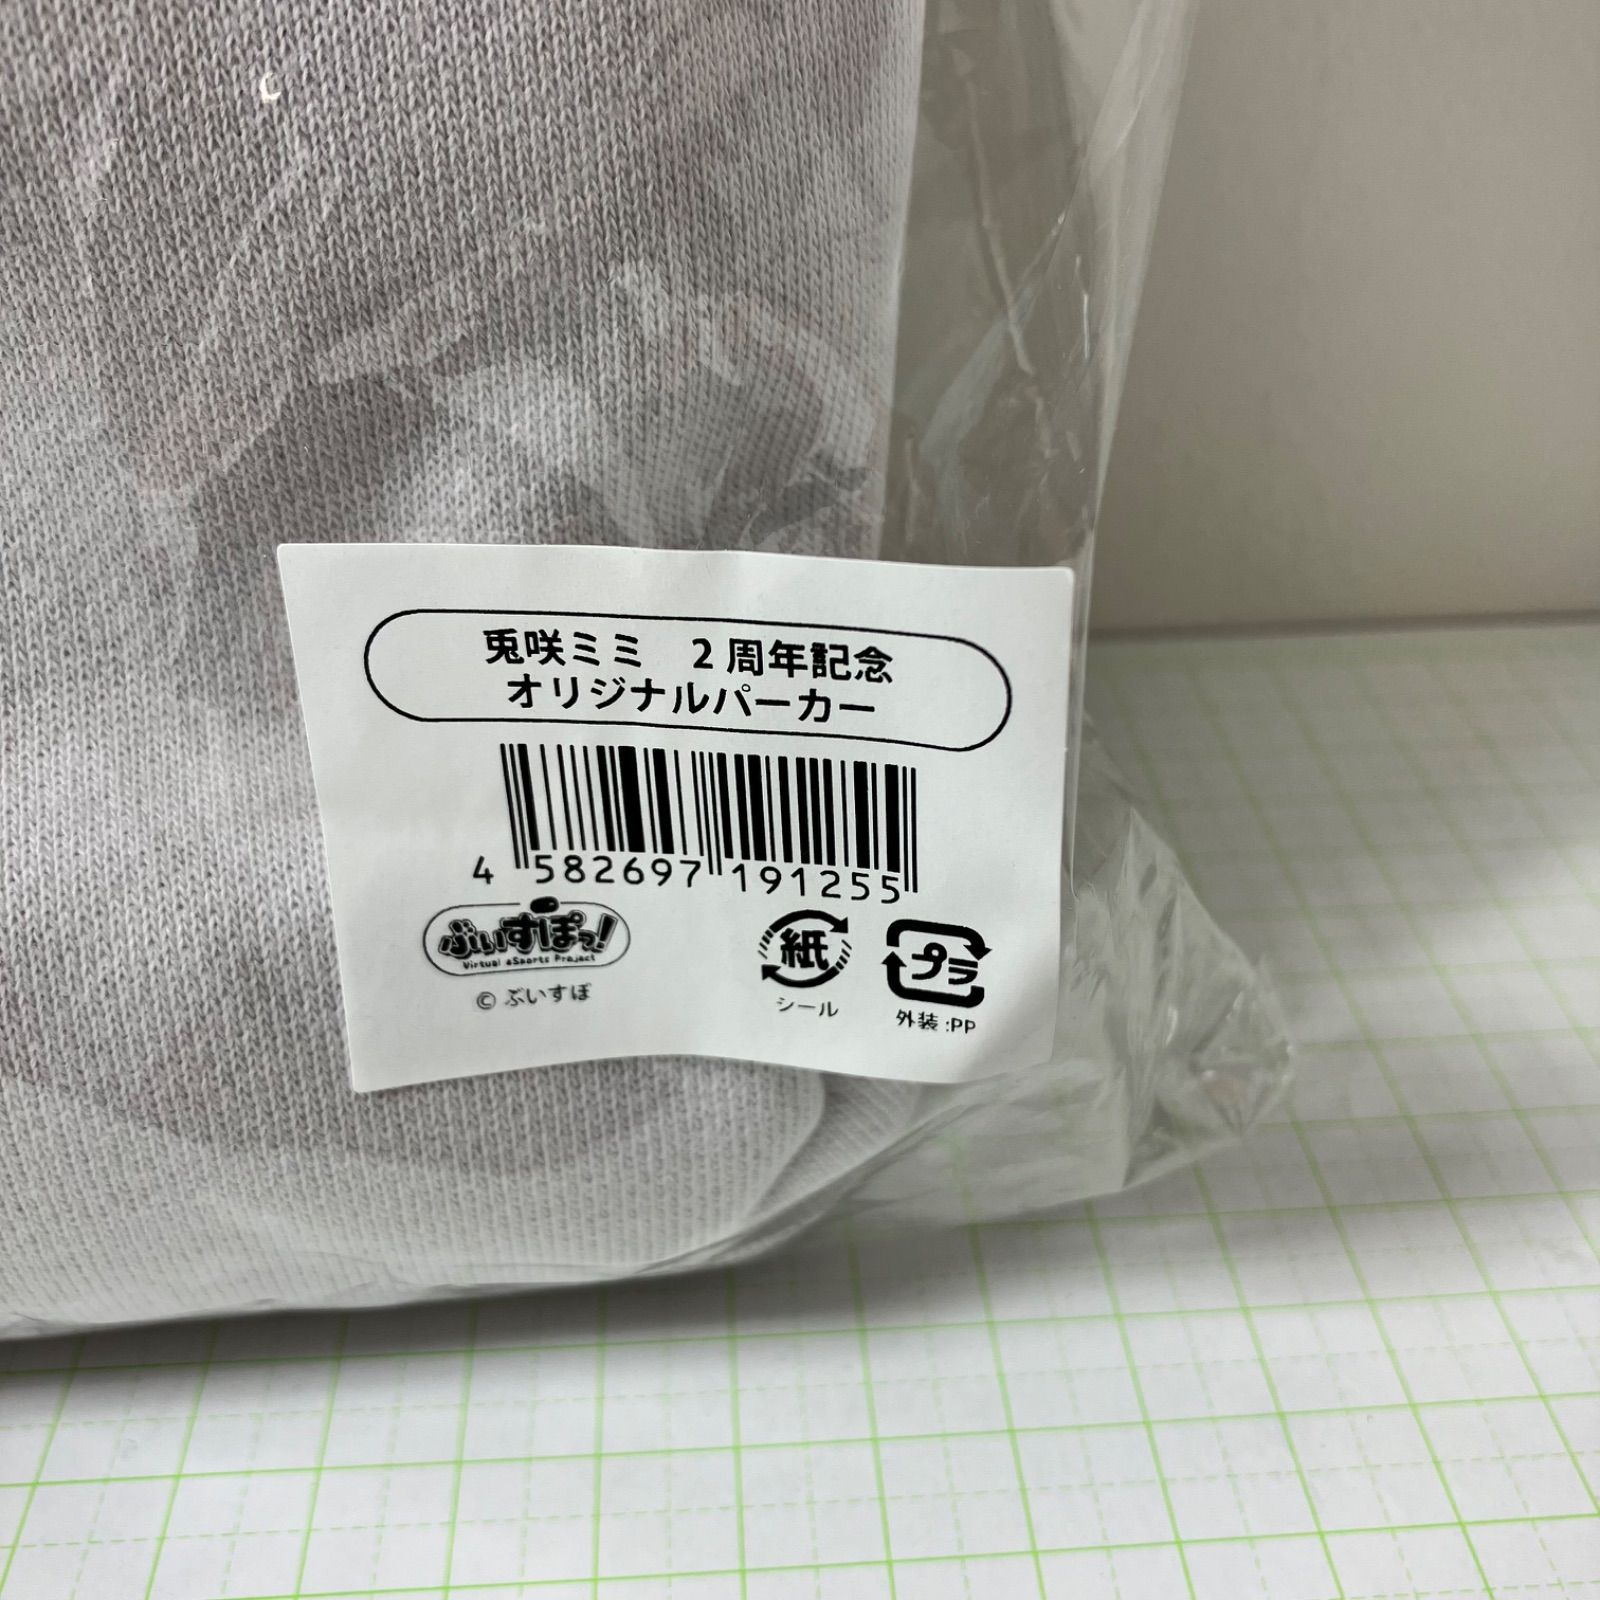 兎咲ミミ　2周年記念
オリジナルパーカー
4 582697 191255
ぶいすぽっ!
Virtual eSports Project
© ぶいすぽ
紙
シール
プラ
外装:PP